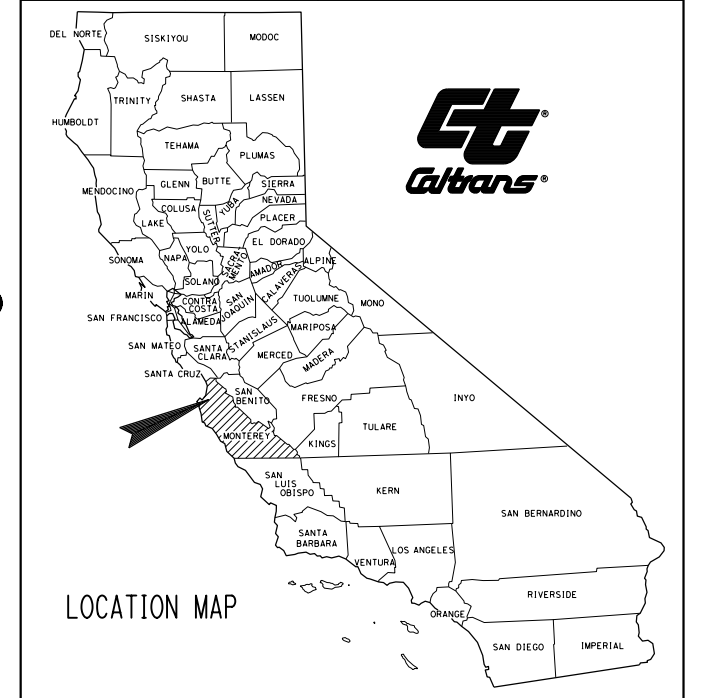 DEL NORTE
SISKIYOU
MODOC
TRINITY
SHASTA
LASSEN
HUMBOLDT
TEHAMA
PLUMAS
MENDOCINO
GLENN
BUTTE
SIERRA
NEVADA
YUBA
COLUSA
SUTTER
PLACER
LAKE
EL DORADO
YOLO
SONOMA
NAPA
SACRA-
MENTO
ALPINE
AMADOR
SOLANO
CALAVERAS
MARIN
CONTRA
COSTA
SAN
JOAQUIN
TUOLUMNE
MONO
SAN FRANCISCO
ALAMEDA
STANISLAUS
MARIPOSA
SAN MATEO
SANTA
CLARA
MERCED
MADERA
SANTA CRUZ
SAN
BENITO
FRESNO
INYO
MONTEREY
KINGS
TULARE
SAN
LUIS
OBISPO
KERN
SAN BERNARDINO
SANTA
BARBARA
VENTURA
LOS ANGELES
RIVERSIDE
ORANGE
SAN DIEGO
IMPERIAL
Ct®
Caltrans®
LOCATION MAP